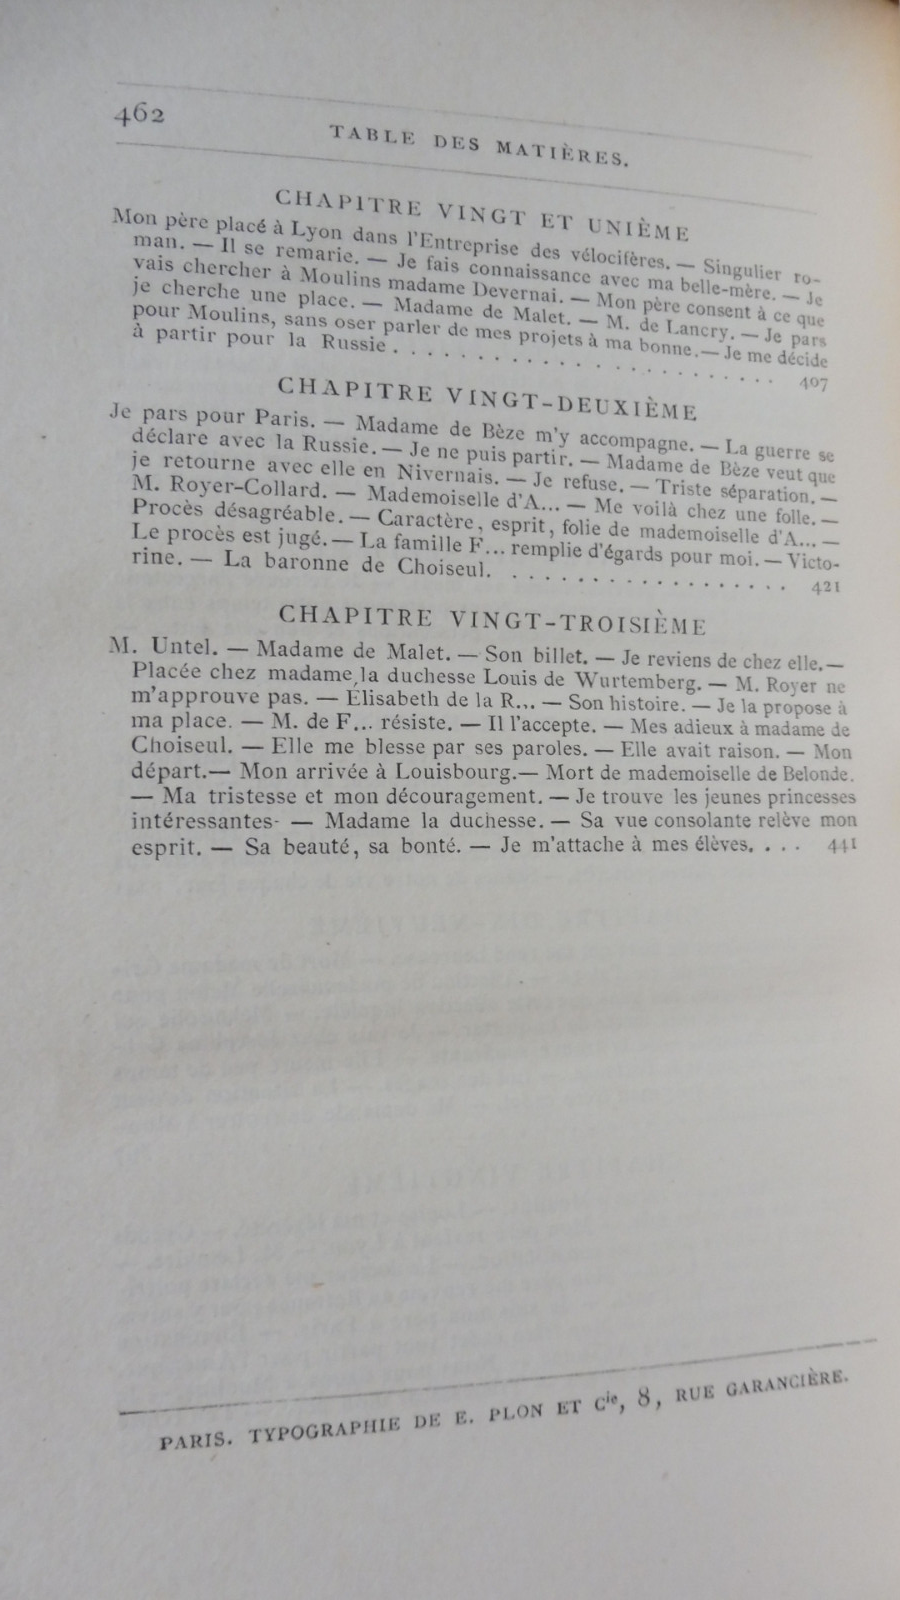 462
TABLE DES MATIÈRES.
CHAPITRE VINGT ET UNIÈME
Mon père placé à Lyon dans l'Entreprise des vélocifères. — Singulier ro-
man. — Il se remarie. — Je fais connaissance avec ma belle-mère. — Je
vais chercher à Moulins madame Devernai. — Mon père consent à ce que
je cherche une place. — Madame de Malet. — M. de Lancry. — Je pars
pour Moulins, sans oser parler de mes projets à ma bonne. — Je me décide
à partir pour la Russie . . . . . . . . . . . . . . . . . . . . 407
CHAPITRE VINGT-DEUXIÈME
Je pars pour Paris. — Madame de Bèze m'y accompagne. — La guerre se
déclare avec la Russie. — Je ne puis partir. — Madame de Bèze veut que
je retourne avec elle en Nivernais. — Je refuse. — Triste séparation. —
M. Royer-Collard. — Mademoiselle d'A... — Me voilà chez une folle. —
Procès désagréable. — Caractère, esprit, folie de mademoiselle d'A... —
Le procès est jugé. — La famille F... remplie d'égards pour moi. — Victo-
rine. — La baronne de Choiseul. . . . . . . . . . . . . . . . . . . 421
CHAPITRE VINGT-TROISIÈME
M. Untel. — Madame de Malet. — Son billet. — Je reviens de chez elle. —
Placée chez madame la duchesse Louis de Wurtemberg. — M. Royer ne
m'approuve pas. — Élisabeth de la R... — Son histoire. — Je la propose à
ma place. — M. de F... résiste. — Il l'accepte. — Mes adieux à madame de
Choiseul. — Elle me blesse par ses paroles. — Elle avait raison. — Mon
départ. — Mon arrivée à Louisbourg. — Mort de mademoiselle de Belonde.
— Ma tristesse et mon découragement. — Je trouve les jeunes princesses
intéressantes- — Madame la duchesse. — Sa vue consolante relève mon
esprit. — Sa beauté, sa bonté. — Je m'attache à mes élèves. . . . 441
PARIS. TYPOGRAPHIE DE E. PLON ET Cie, 8, RUE GARANCIÈRE.